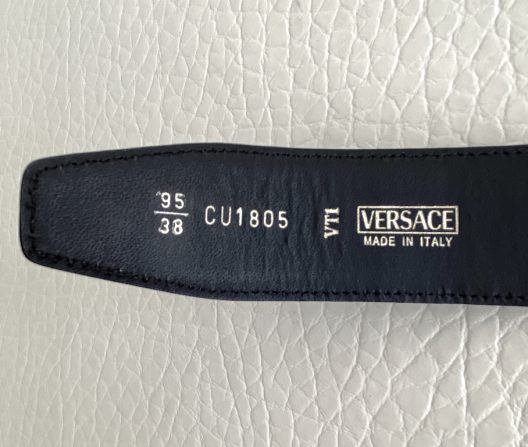 95
38
CU1805
VT1
VERSACE
MADE IN ITALY